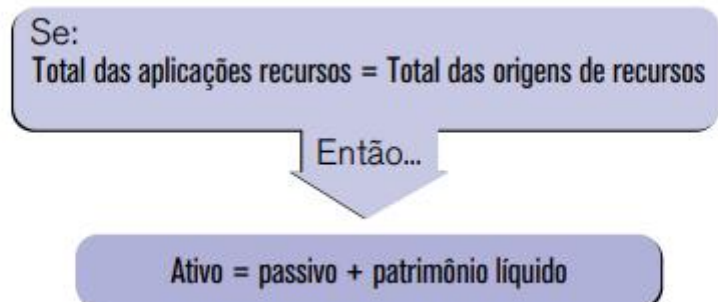 Se:
Total das aplicações recursos = Total das origens de recursos
Então...
Ativo = passivo + patrimônio líquido